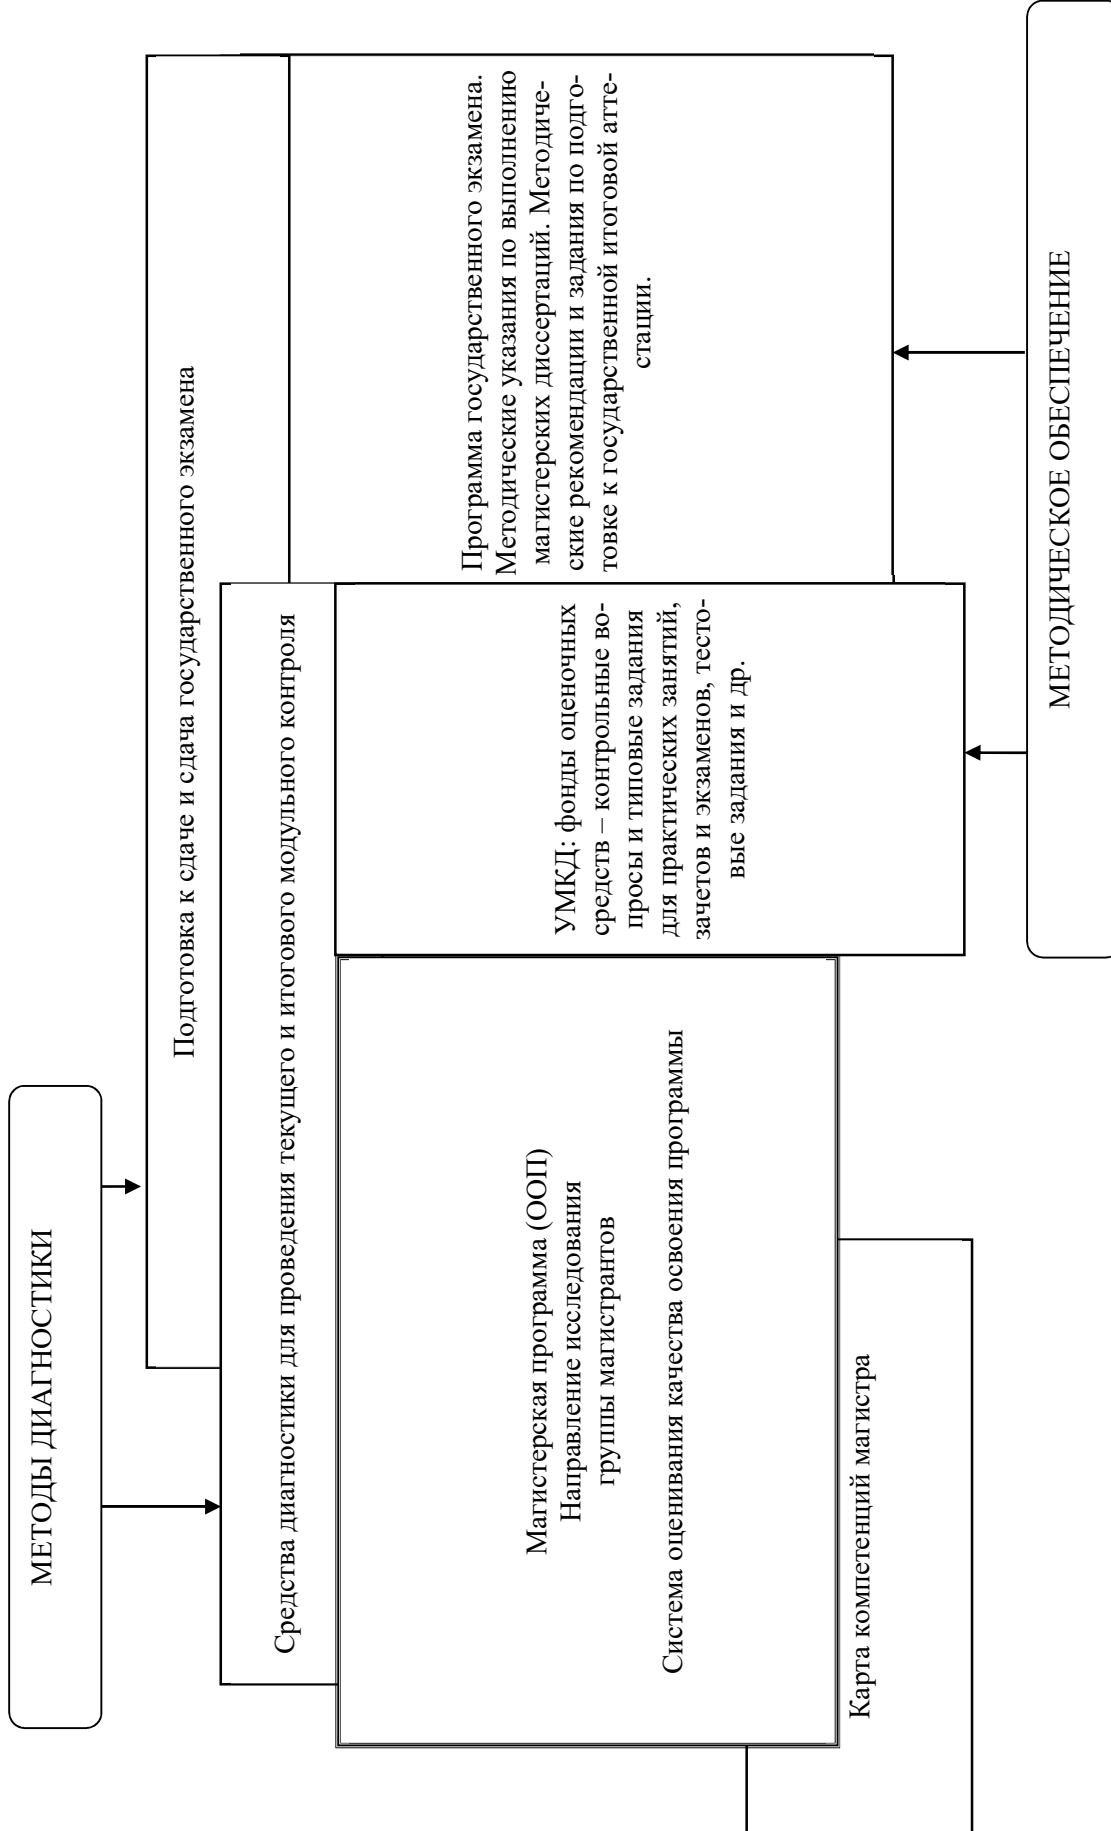 МЕТОДЫ ДИАГНОСТИКИ
Подготовка к сдаче и сдача государственного экзамена
Средства диагностики для проведения текущего и итогового модульного контроля
Магистерская программа (ООП)
Направление исследования
группы магистрантов
Система оценивания качества освоения программы
УМКД: фонды оценочных
средств – контрольные во-
просы и типовые задания
для практических занятий,
зачетов и экзаменов, тесто-
вые задания и др.
Программа государственного экзамена.
Методические указания по выполнению
магистерских диссертаций. Методиче-
ские рекомендации и задания по подго-
товке к государственной итоговой атте-
стации.
Карта компетенций магистра
МЕТОДИЧЕСКОЕ ОБЕСПЕЧЕНИЕ